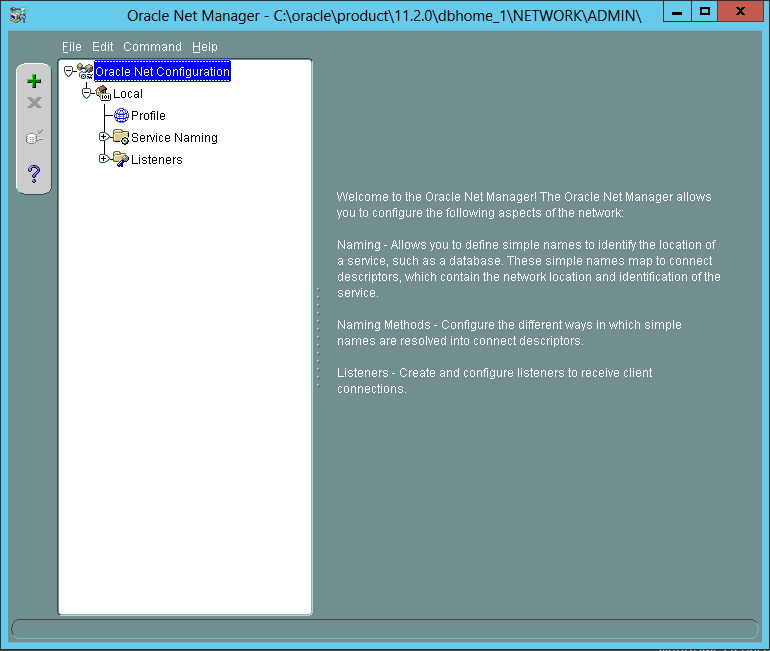 Oracle Net Manager - C:\oracle\product\11.2.0\dbhome_1\NETWORK\ADMIN\
File Edit Command Help
Oracle Net Configuration
Local
Profile
Service Naming
Listeners
Welcome to the Oracle Net Manager! The Oracle Net Manager allows
you to configure the following aspects of the network:
Naming - Allows you to define simple names to identify the location of
a service, such as a database. These simple names map to connect
descriptors, which contain the network location and identification of the
service.
Naming Methods - Configure the different ways in which simple
names are resolved into connect descriptors.
Listeners - Create and configure listeners to receive client
connections.